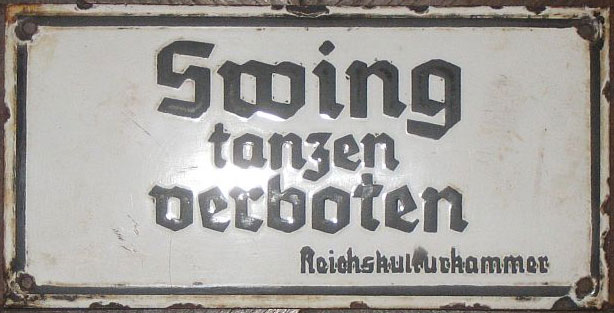 Swing
tanzen
verboten
Reichskulturkammer